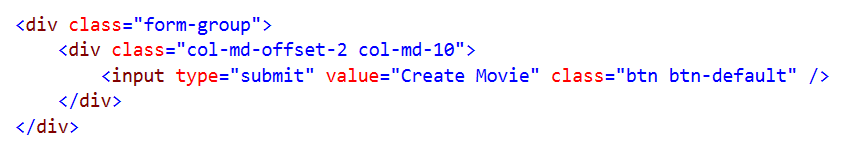 <div class="form-group">
    <div class="col-md-offset-2 col-md-10">
        <input type="submit" value="Create Movie" class="btn btn-default" />
    </div>
</div>